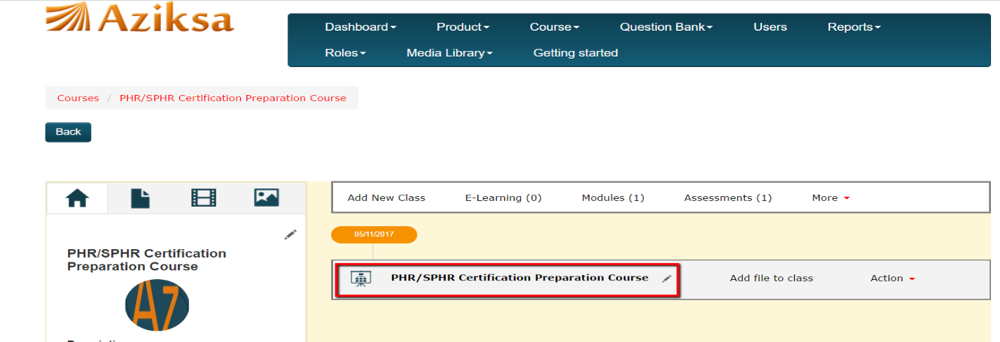 Aziksa
Dashboard Product Course Question Bank Users Reports
Roles Media Library Getting started
Courses / PHR/SPHR Certification Preparation Course
Back
Add New Class E-Learning (0) Modules (1) Assessments (1) More
05/11/2017
PHR/SPHR Certification
Preparation Course
A7
PHR/SPHR Certification Preparation Course Add file to class Action